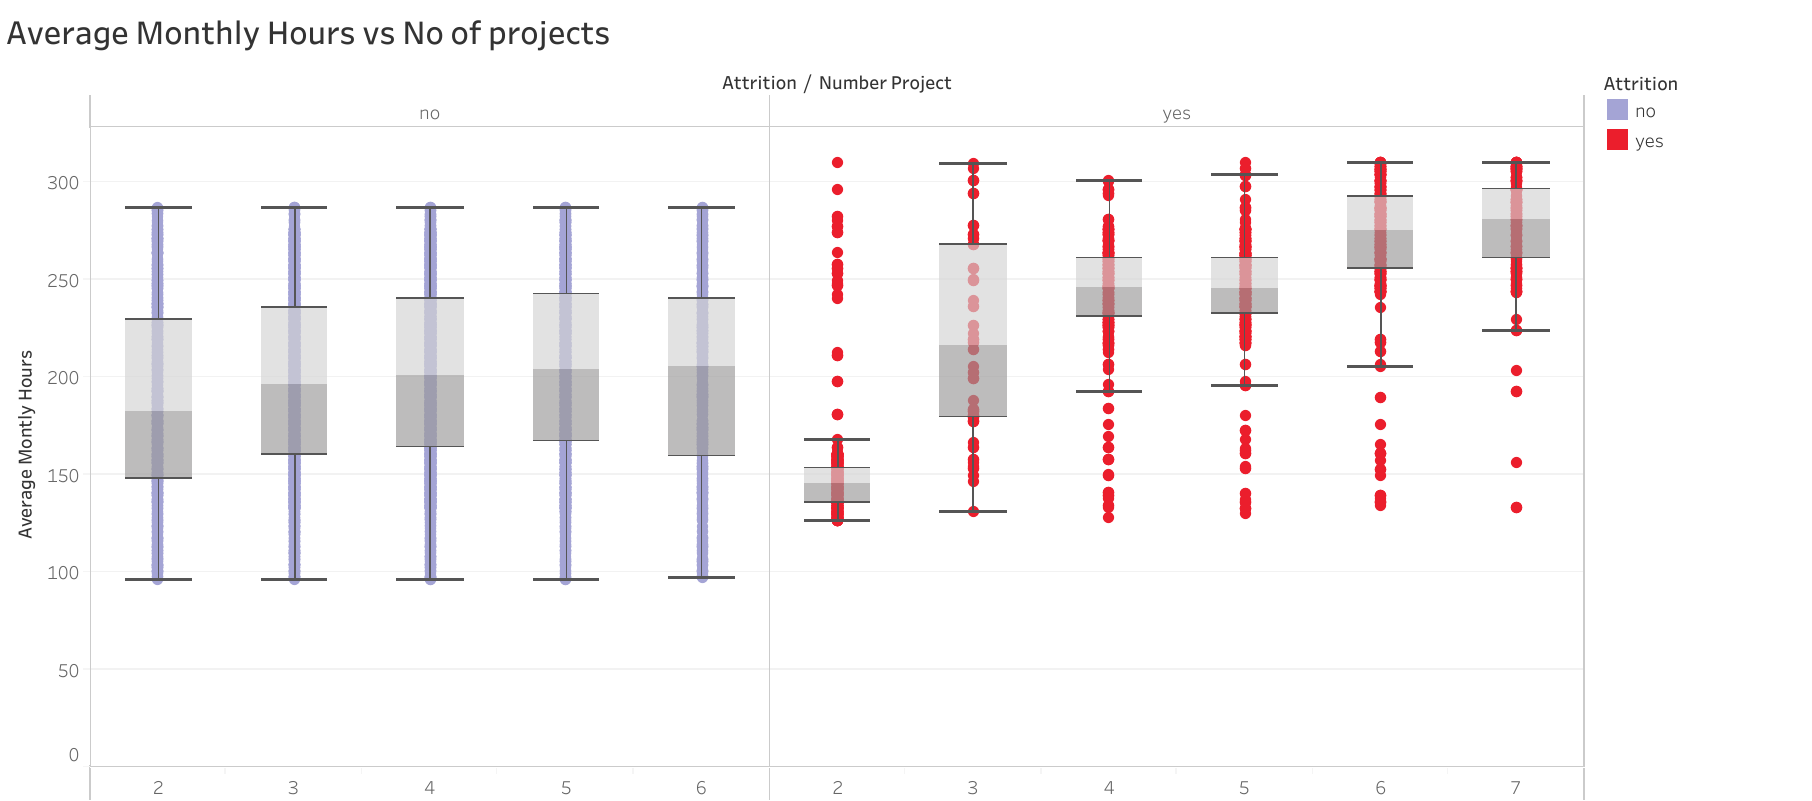 Average Monthly Hours vs No of projects
Attrition / Number Project
Attrition
no
yes
no
yes
300
250
200
150
100
50
0
Average Montly Hours
2 3 4 5 6 2 3 4 5 6 7